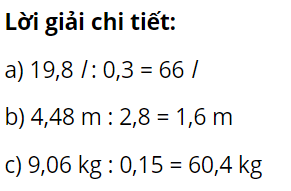 Lời giải chi tiết:
a) 19,8 l : 0,3 = 66 l
b) 4,48 m : 2,8 = 1,6 m
c) 9,06 kg : 0,15 = 60,4 kg